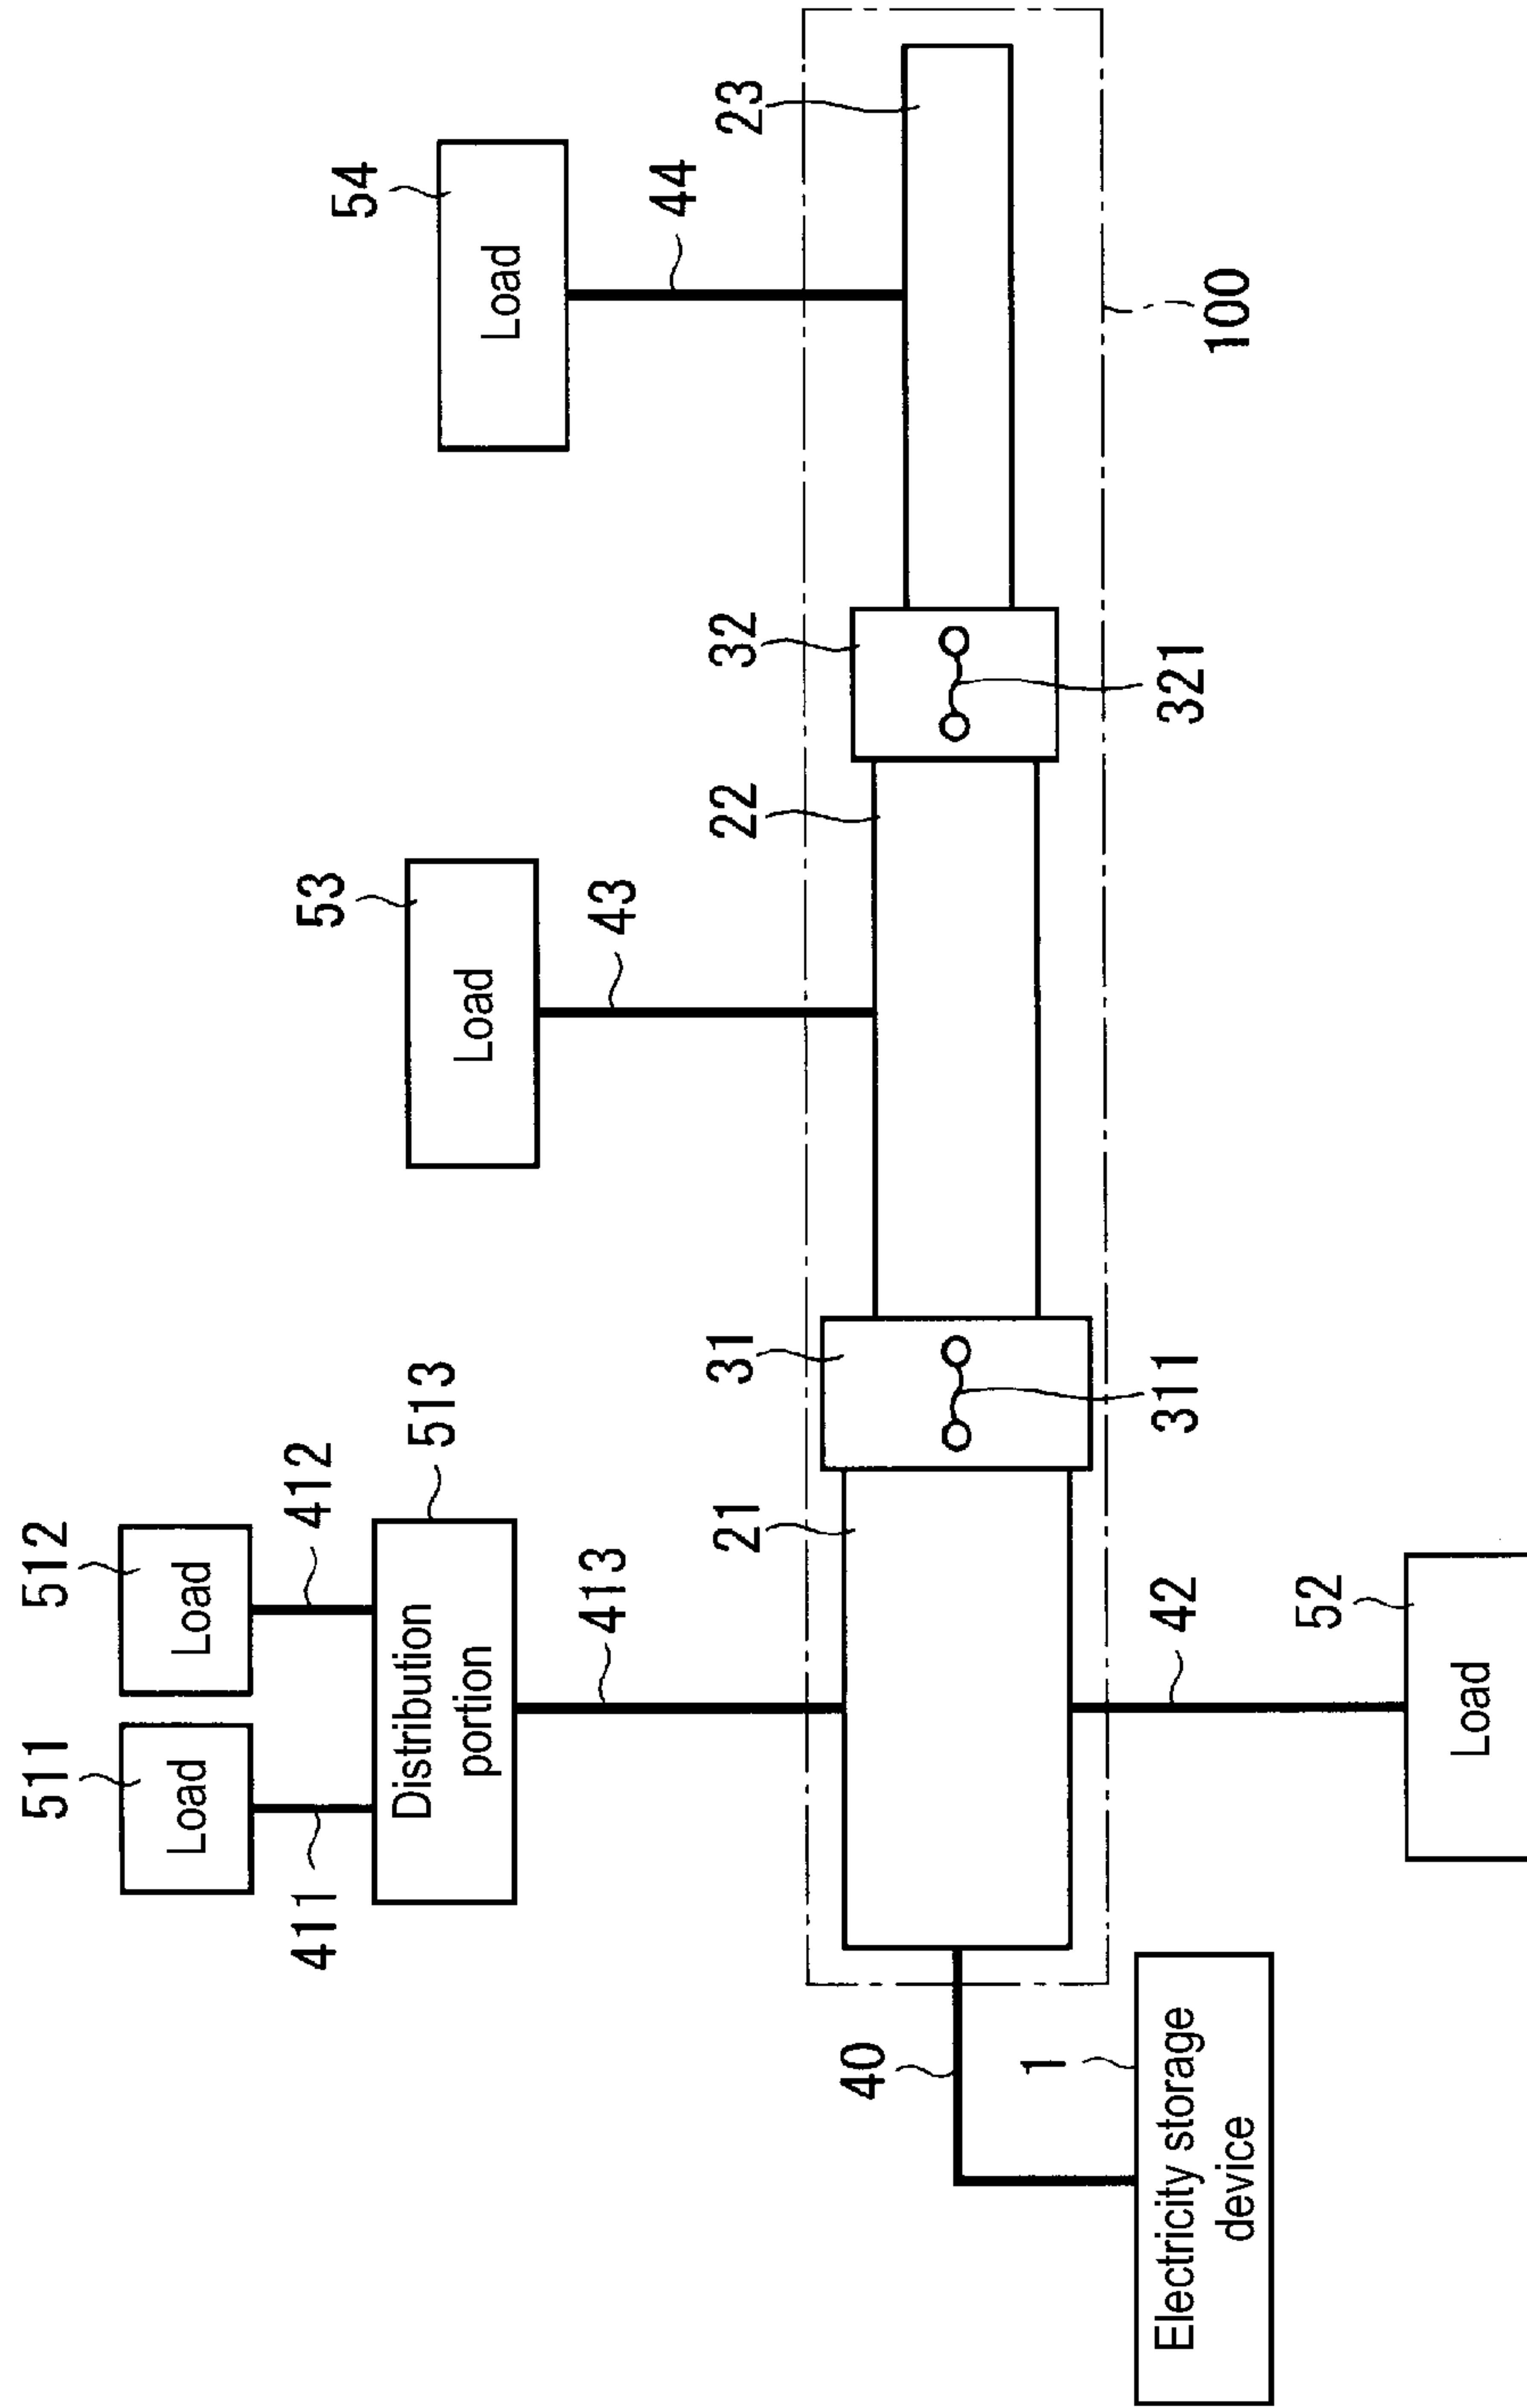 511
512
Load
Load
411
412
53
54
Distribution
portion
513
Load
Load
413
43
44
21
31
22
32
23
40
1
Electricity storage
device
42
311
321
100
52
Load